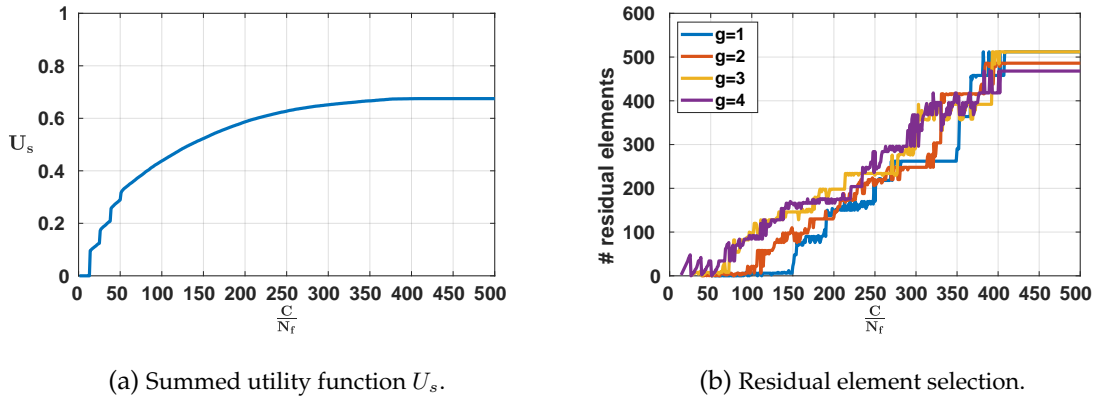 1
0.8
0.6
0.4
0.2
0
U_s
0 50 100 150 200 250 300 350 400 450 500
C
N_f
(a) Summed utility function U_s.
600
500
400
300
200
100
0
# residual elements
g=1
g=2
g=3
g=4
0 50 100 150 200 250 300 350 400 450 500
C
N_f
(b) Residual element selection.